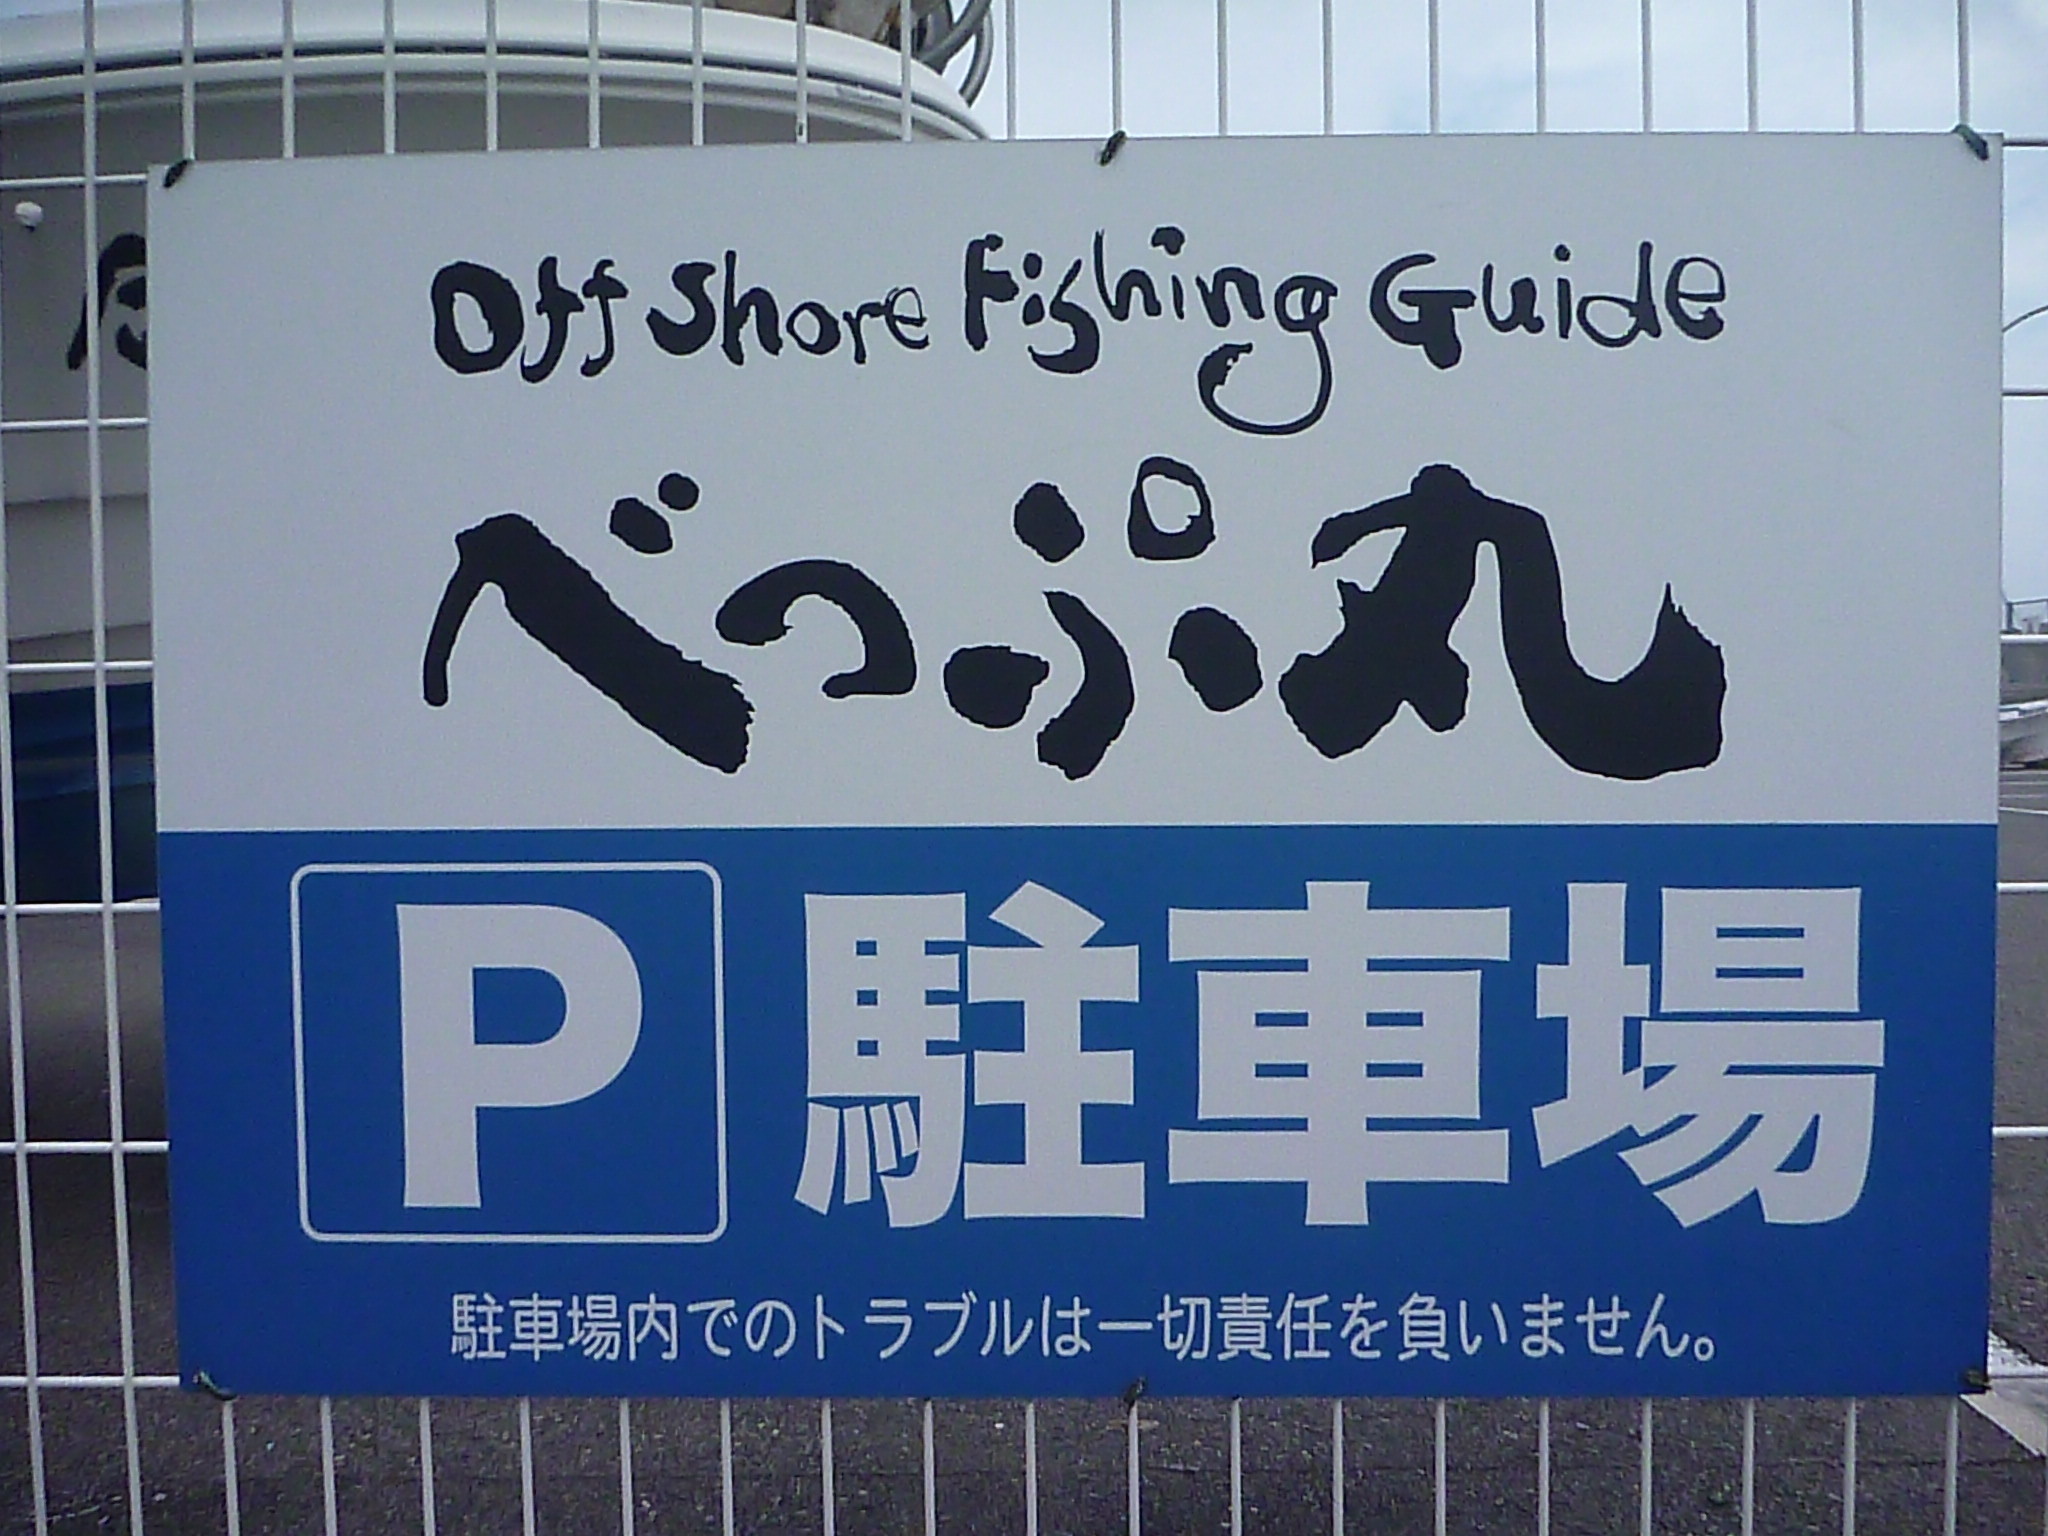 Off Shore Fishing Guide
べっぷ丸
P 駐車場
駐車場内でのトラブルは一切責任を負いません。